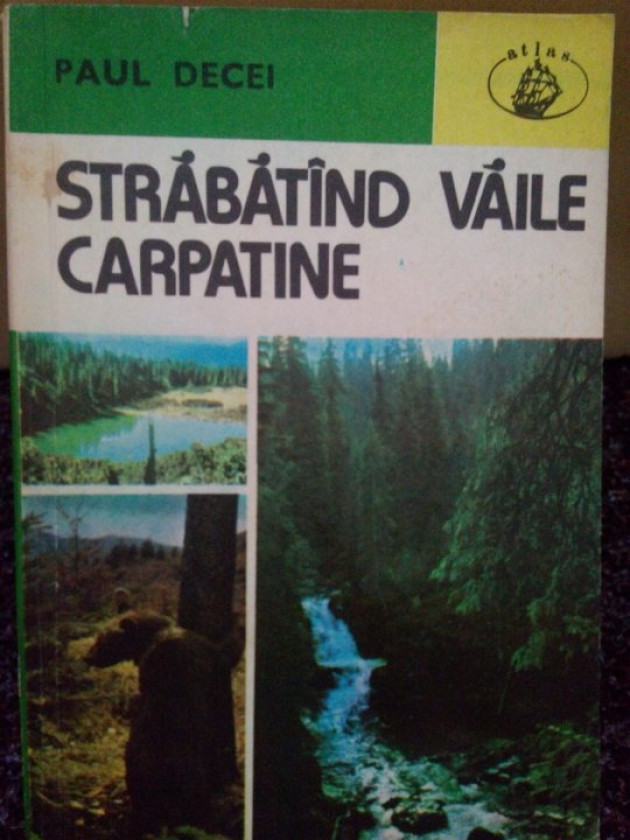 PAUL DECEI
atlas
STRĂBĂTÎND VĂILE
CARPATINE